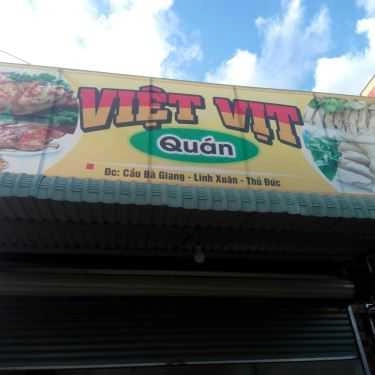 VIỆT VỊT
Quán
Đc: Cầu Bà Giang - Linh Xuân - Thủ Đức